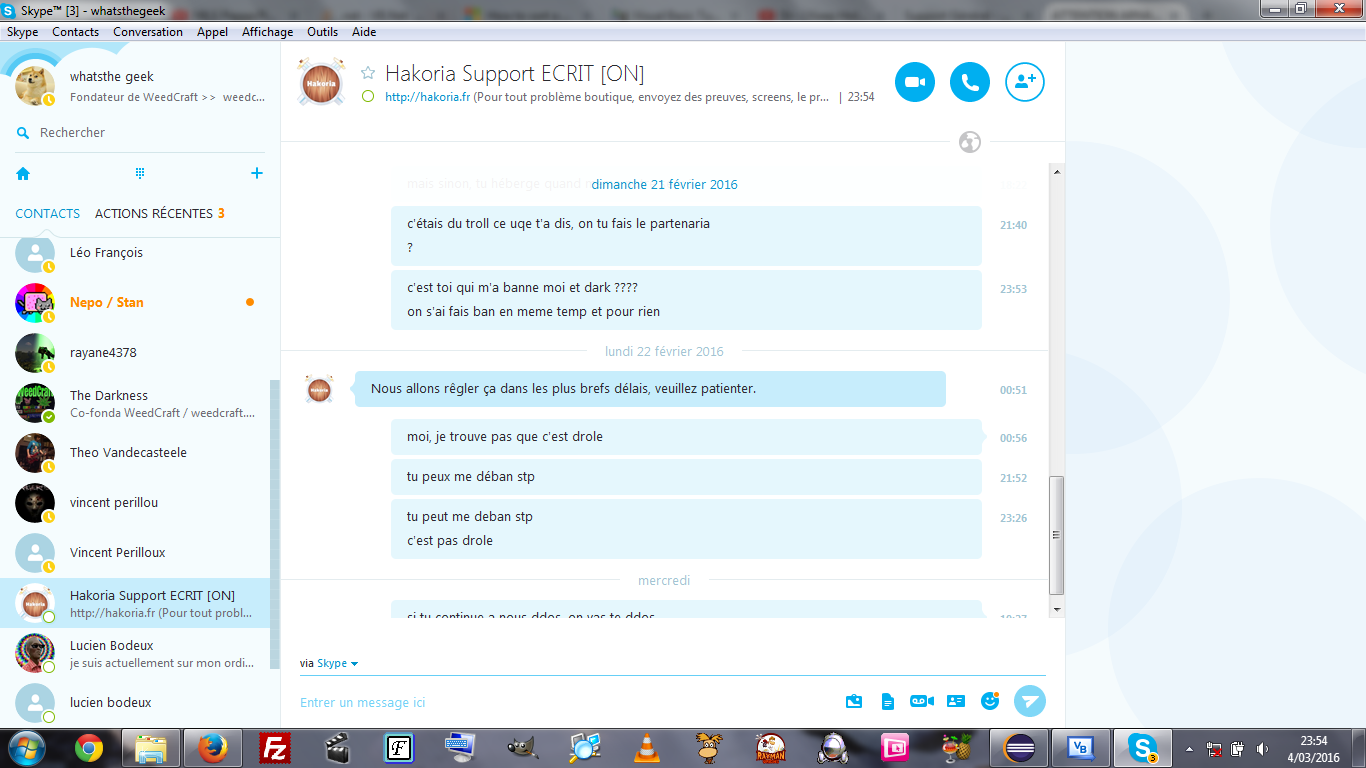 Skype™ [3] - whatsthegeek
Skype Contacts Conversation Appel Affichage Outils Aide
whatsthe geek
Fondateur de WeedCraft >> weedc...
Rechercher
CONTACTS ACTIONS RÉCENTES 3
Léo François
Nepo / Stan
rayane4378
The Darkness
Co-fonda WeedCraft / weedcraft....
Theo Vandecasteele
vincent perillou
Vincent Perilloux
Hakoria Support ECRIT [ON]
http://hakoria.fr (Pour tout probl...
Lucien Bodeux
je suis actuellement sur mon ordi...
lucien bodeux
Hakoria
Hakoria Support ECRIT [ON]
http://hakoria.fr (Pour tout problème boutique, envoyez des preuves, screens, le pr... | 23:54
mais sinon, tu héberge quand
dimanche 21 février 2016
c'étais du troll ce uqe t'a dis, on tu fais le partenaria
?
21:40
c'est toi qui m'a banne moi et dark ????
on s'ai fais ban en meme temp et pour rien
23:53
lundi 22 février 2016
Nous allons rêgler ça dans les plus brefs délais, veuillez patienter.
00:51
moi, je trouve pas que c'est drole
00:56
tu peux me déban stp
21:52
tu peut me deban stp
c'est pas drole
23:26
mercredi
si tu continue a nous ddos, on vas te ddos
via Skype
Entrer un message ici
23:54
4/03/2016